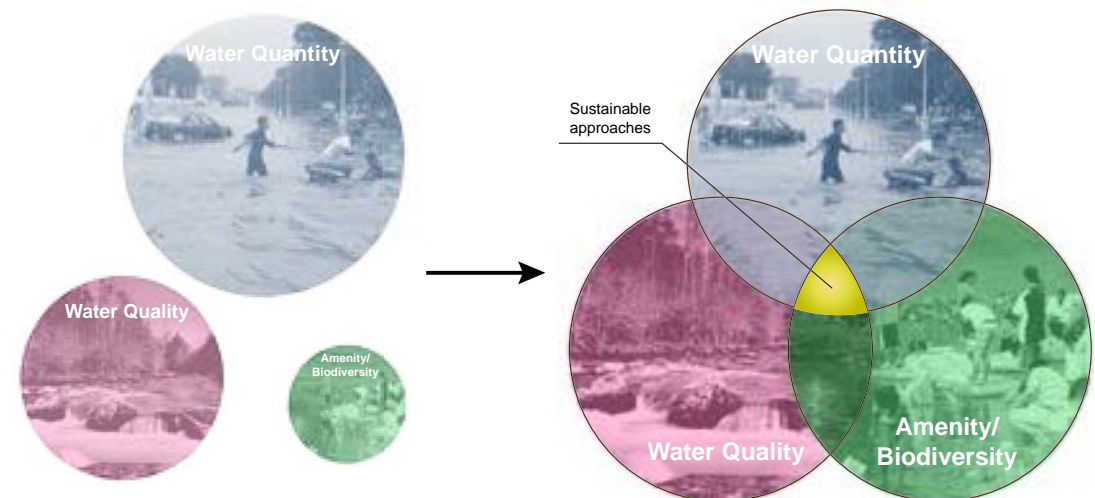 Water Quantity
Water Quality
Amenity/
Biodiversity
Sustainable
approaches
Water Quantity
Water Quality
Amenity/
Biodiversity